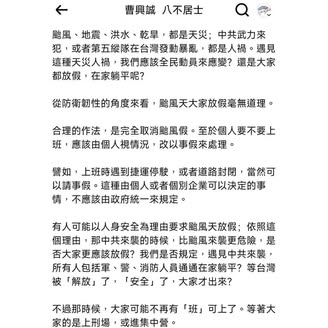 曹興誠 八不居士
颱風、地震、洪水、乾旱，都是天災；中共武力來
犯，或者第五縱隊在台灣發動暴亂，都是人禍。遇見
這種天災人禍，我們應該全民動員來應變？還是大家
都放假，在家躺平呢？
從防衛韌性的角度來看，颱風天大家放假毫無道理。
合理的作法，是完全取消颱風假。至於個人要不要上
班，應該由個人視情況，改以事假來處理。
譬如，上班時遇到捷運停駛，或者道路封閉，當然可
以請事假。這種由個人或者個別企業可以決定的事
情，不應該由政府統一來規定。
有人可能以人身安全為理由要求颱風天放假；依照這
個理由，那中共來襲的時候，比颱風來襲更危險，是
否大家更應該放假？我們是否規定，遇見中共來襲，
所有人包括軍、警、消防人員通通在家躺平？等台灣
被「解放」了，「安全」了，大家才出來？
不過那時候，大家可能不再有「班」可上了。等著大
家的是上刑場，或進集中營。